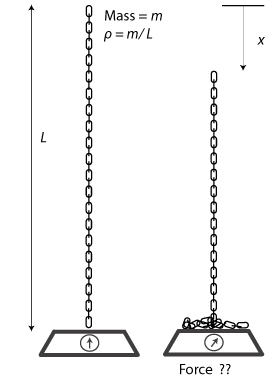 Mass = m
ρ = m/L
x
L
Force ??